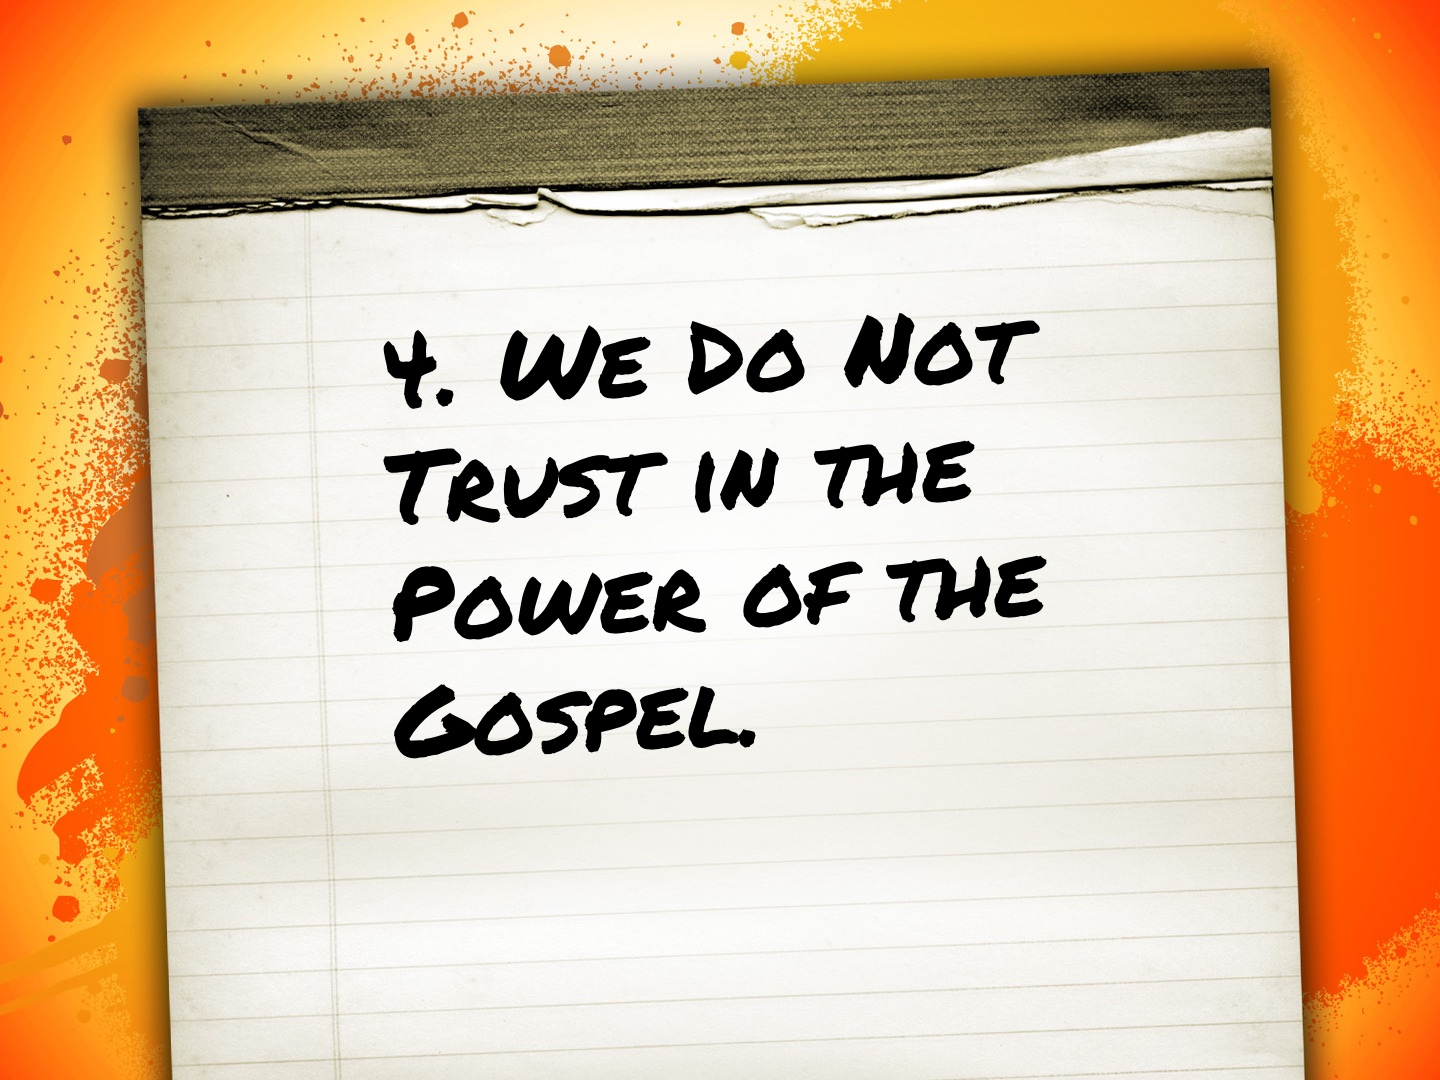 4. We Do Not
Trust in the
Power of the
Gospel.